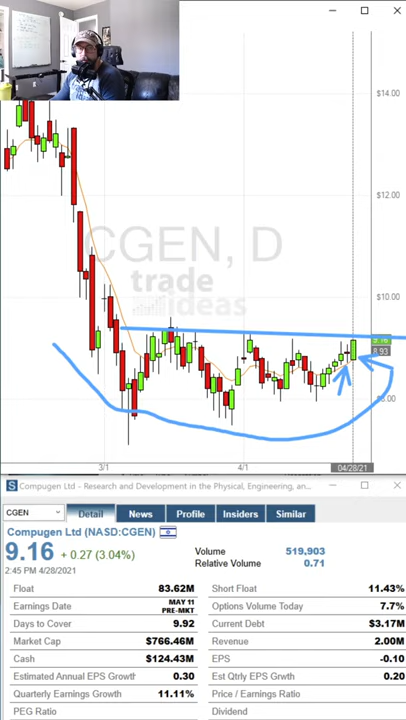 $14.00
$12.00
CGEN, D
trade
ideas
$10.00
9.16
8.93
3/1
4/1
04/28/21
Compugen Ltd - Research and Development in the Physical, Engineering, an...
CGEN
Detail
News
Profile
Insiders
Similar
Compugen Ltd (NASD:CGEN)
9.16 + 0.27 (3.04%)
2:45 PM 4/28/2021
Volume 519,903
Relative Volume 0.71
Float 83.62M
Short Float 11.43%
Earnings Date MAY 11 PRE-MKT
Options Volume Today 7.7%
Days to Cover 9.92
Current Debt $3.17M
Market Cap $766.46M
Revenue 2.00M
Cash $124.43M
EPS -0.10
Estimated Annual EPS Growth 0.30
Est Qtrly EPS 0.20
Quarterly Earnings Growth 11.11%
Price / Earnings Ratio
PEG Ratio
Dividend